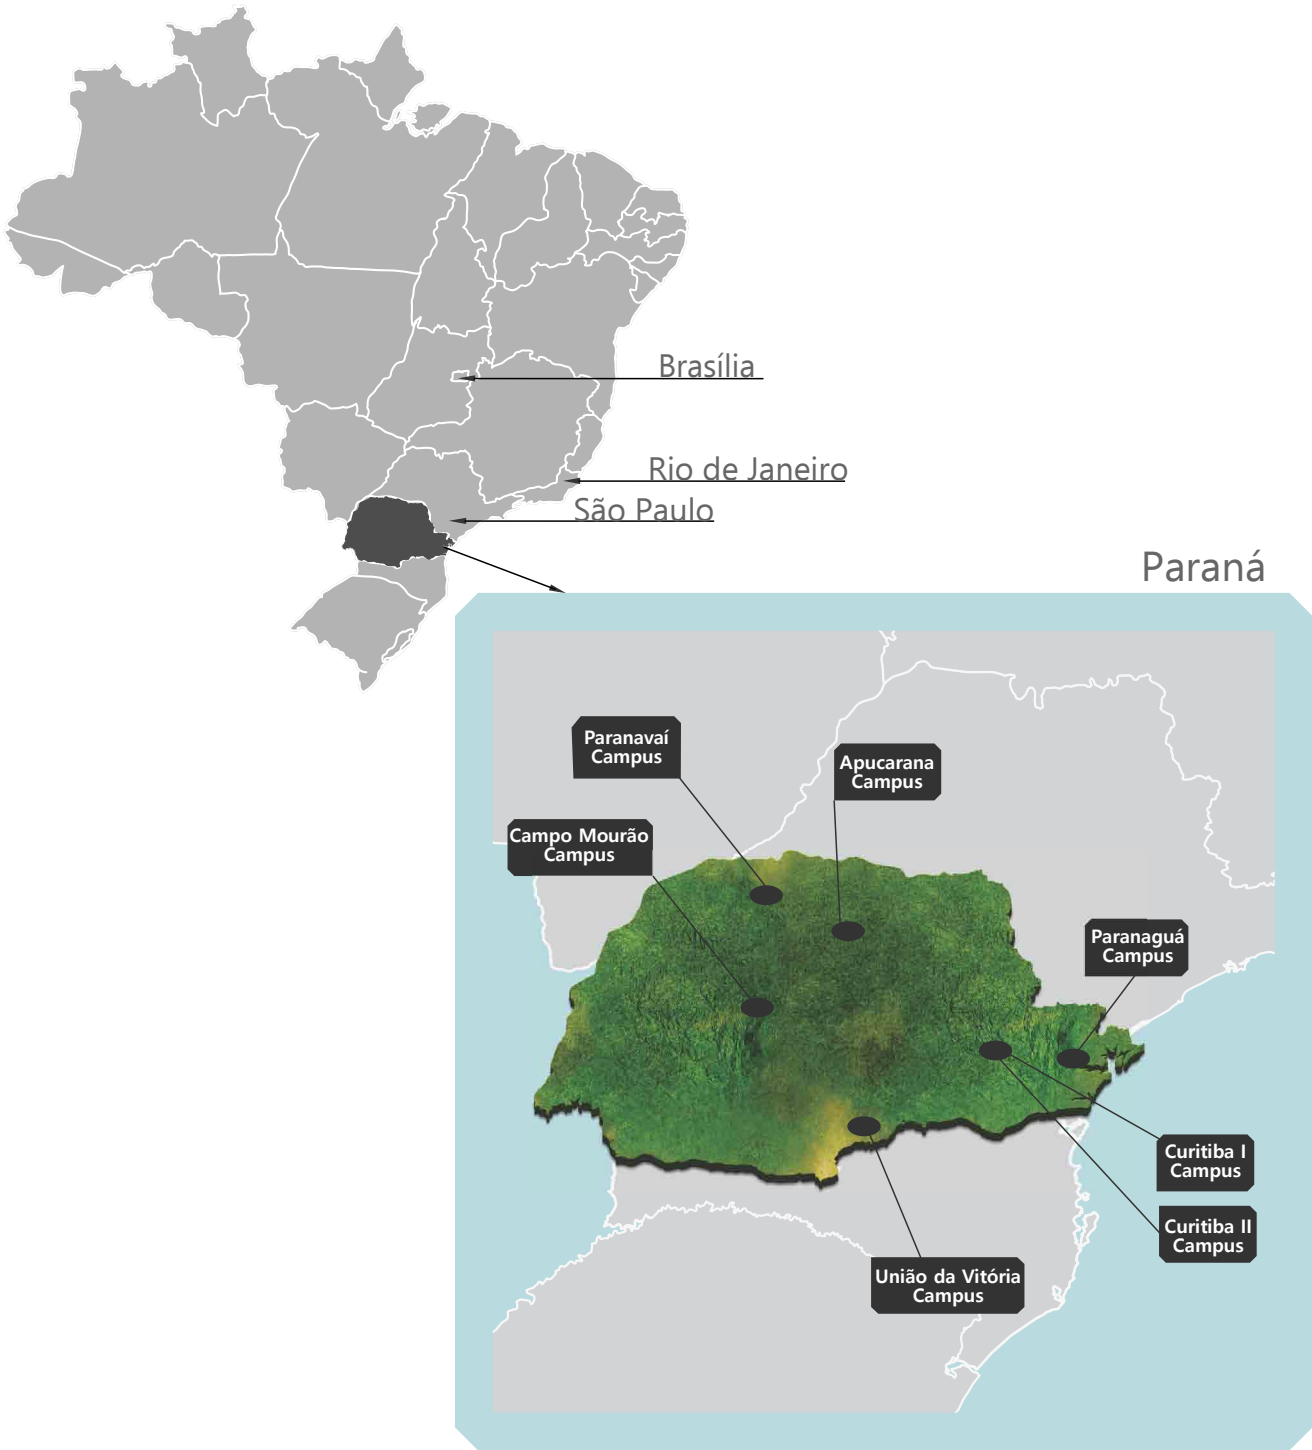 Brasília
Rio de Janeiro
São Paulo
Paraná
Paranavaí
Campus
Apucarana
Campus
Campo Mourão
Campus
Paranaguá
Campus
Curitiba I
Campus
Curitiba II
Campus
União da Vitória
Campus